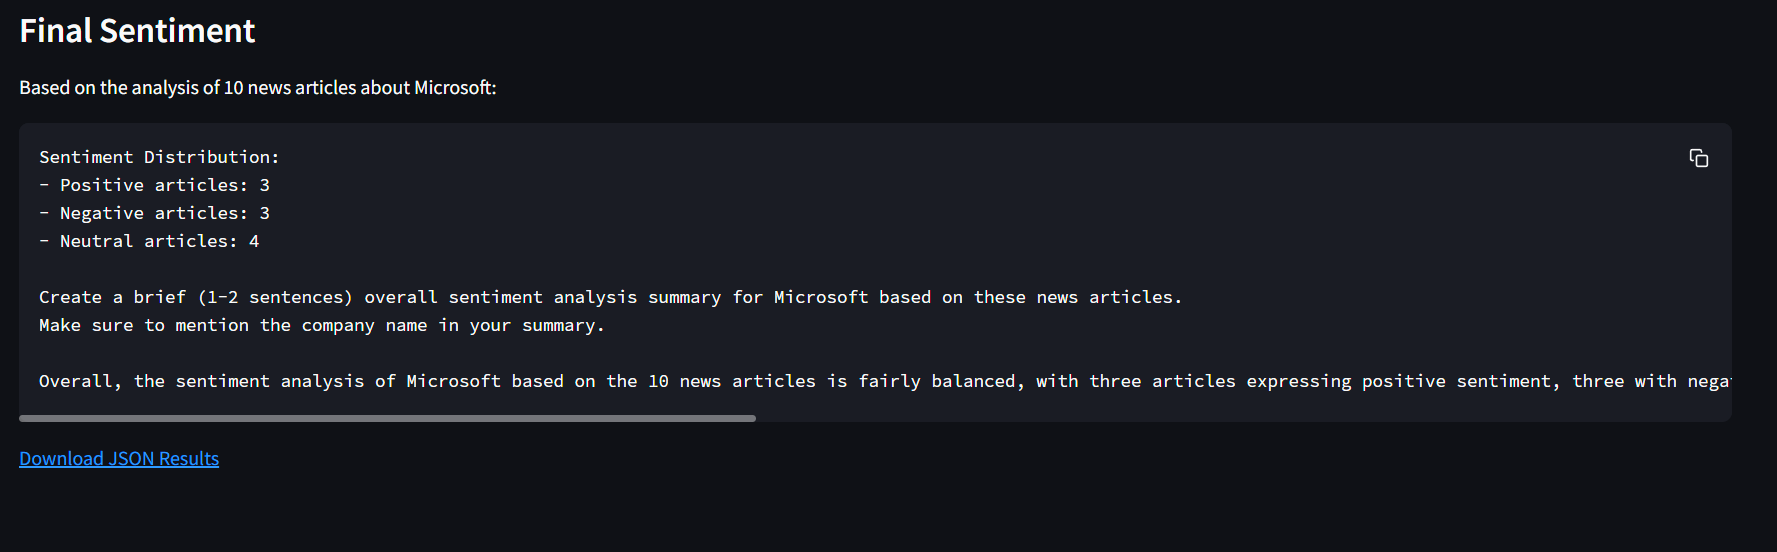 Final Sentiment
Based on the analysis of 10 news articles about Microsoft:
Sentiment Distribution:
- Positive articles: 3
- Negative articles: 3
- Neutral articles: 4
Create a brief (1-2 sentences) overall sentiment analysis summary for Microsoft based on these news articles.
Make sure to mention the company name in your summary.
Overall, the sentiment analysis of Microsoft based on the 10 news articles is fairly balanced, with three articles expressing positive sentiment, three with nega
Download JSON Results